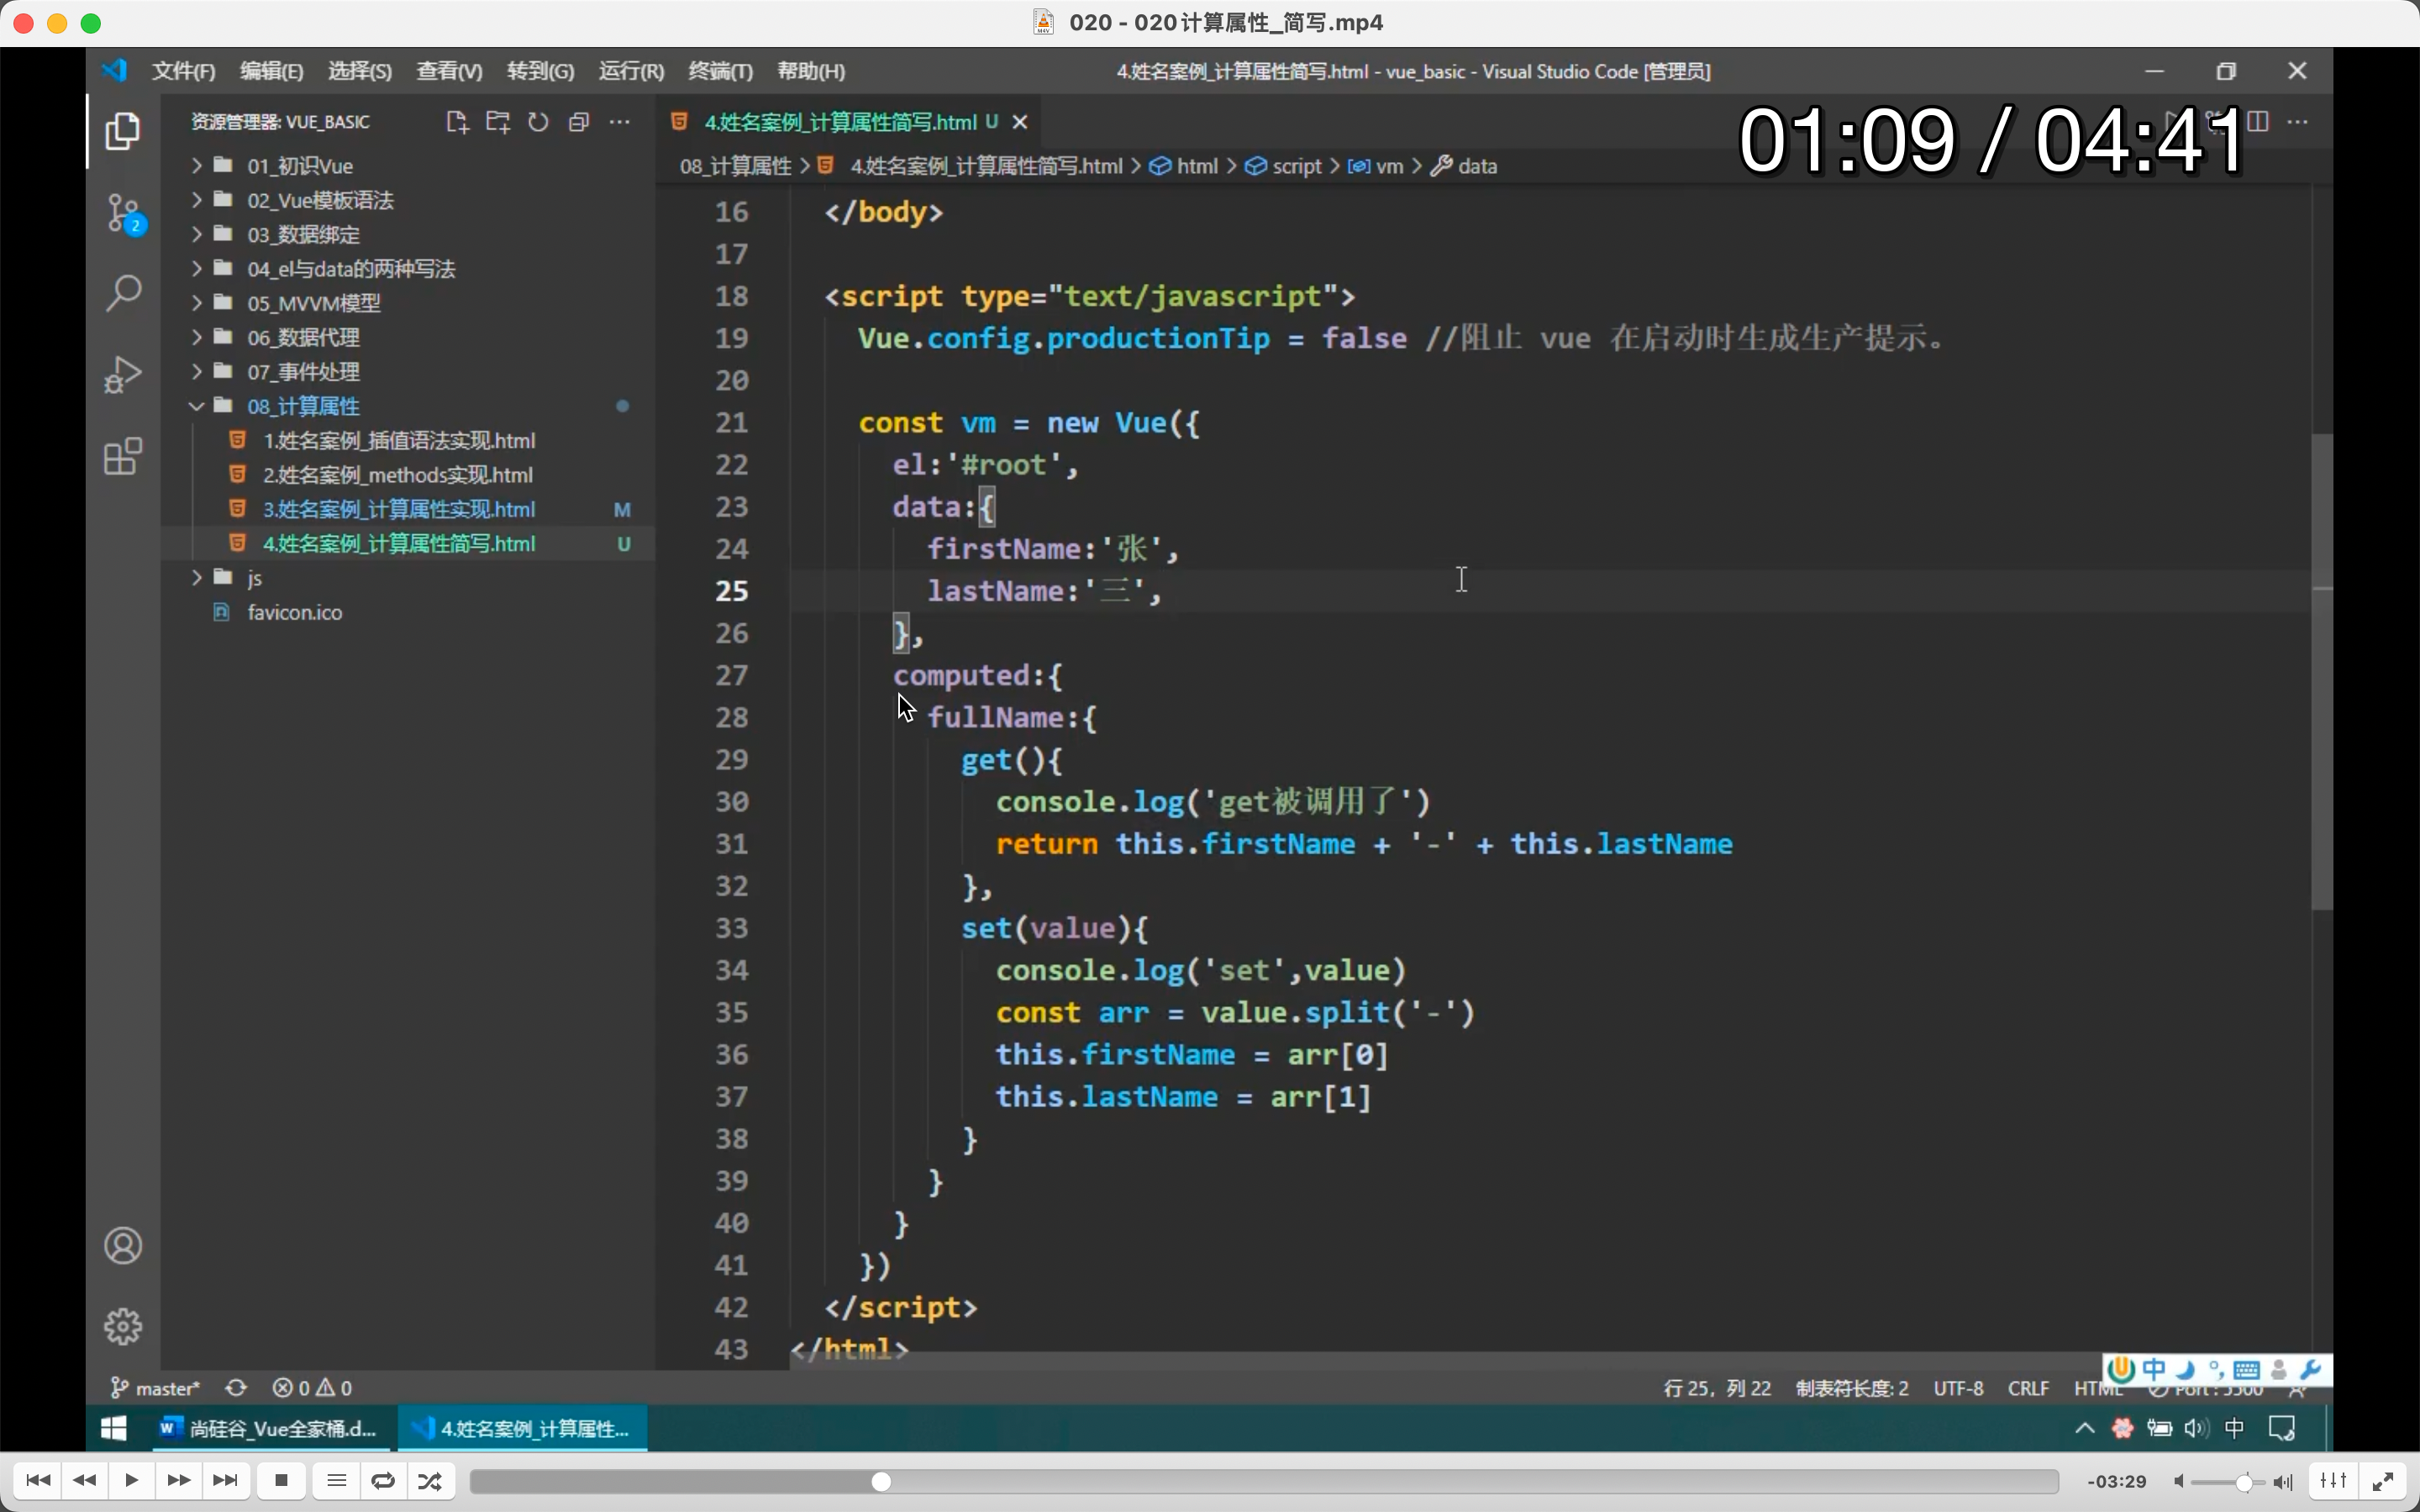 020 - 020计算属性_简写.mp4
文件(F) 编辑(E) 选择(S) 查看(V) 转到(G) 运行(R) 终端(T) 帮助(H)
4.姓名案例_计算属性简写.html - vue_basic - Visual Studio Code [管理员]
01:09 / 04:41
资源管理器: VUE_BASIC
4.姓名案例_计算属性简写.html U
08_计算属性 > 4.姓名案例_计算属性简写.html > html > script > vm > data
01_初识Vue
02_Vue模板语法
03_数据绑定
04_el与data的两种写法
05_MVVM模型
06_数据代理
07_事件处理
08_计算属性
1.姓名案例_插值语法实现.html
2.姓名案例_methods实现.html
3.姓名案例_计算属性实现.html M
4.姓名案例_计算属性简写.html U
js
favicon.ico
2
16 </body>
17
18 <script type="text/javascript">
19 Vue.config.productionTip = false //阻止 vue 在启动时生成生产提示。
20
21 const vm = new Vue({
22 el:'#root',
23 data:{
24 firstName:'张',
25 lastName:'三',
26 },
27 computed:{
28 fullName:{
29 get(){
30 console.log('get被调用了')
31 return this.firstName + '-' + this.lastName
32 },
33 set(value){
34 console.log('set',value)
35 const arr = value.split('-')
36 this.firstName = arr[0]
37 this.lastName = arr[1]
38 }
39 }
40 }
41 })
42 </script>
43 </html>
master* 0 0
行 25, 列 22 制表符长度: 2 UTF-8 CRLF HTML Port : 5500
中
尚硅谷_Vue全家桶.d...
4.姓名案例_计算属性...
中
-03:29